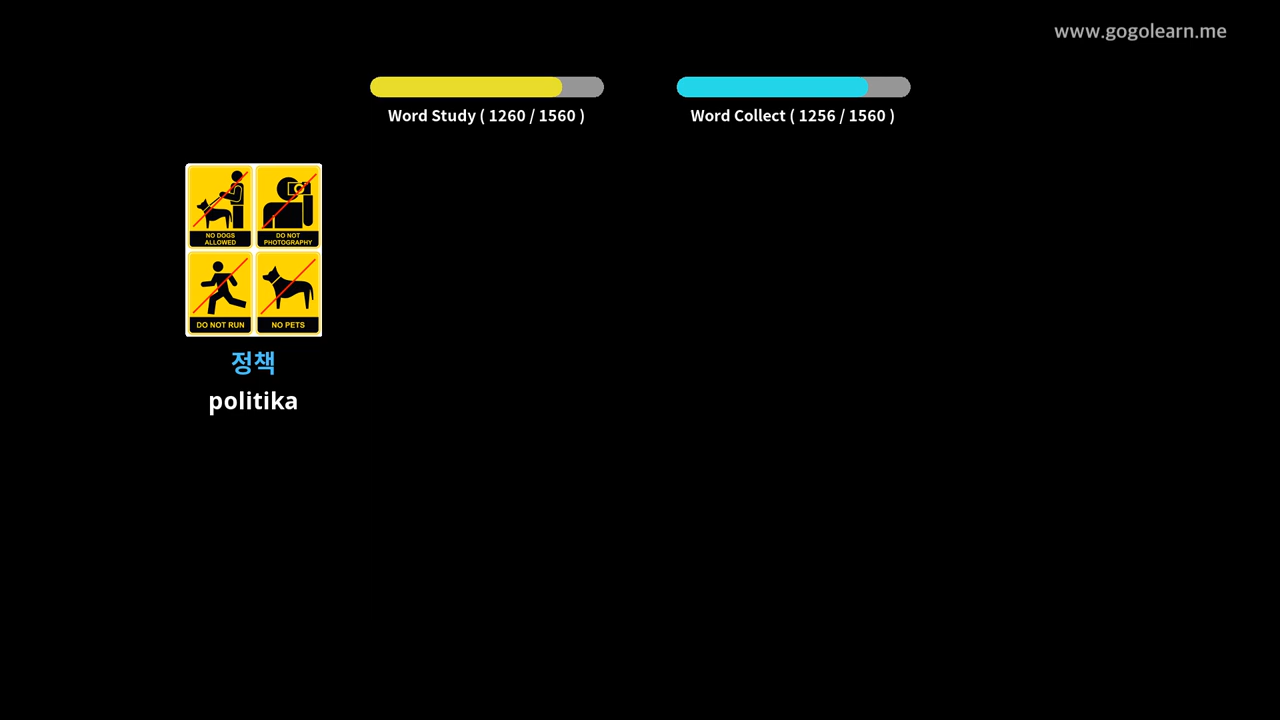 www.gogolearn.me
Word Study ( 1260 / 1560 )
Word Collect ( 1256 / 1560 )
NO DOGS
ALLOWED
DO NOT
PHOTOGRAPHY
DO NOT RUN
NO PETS
정책
politika